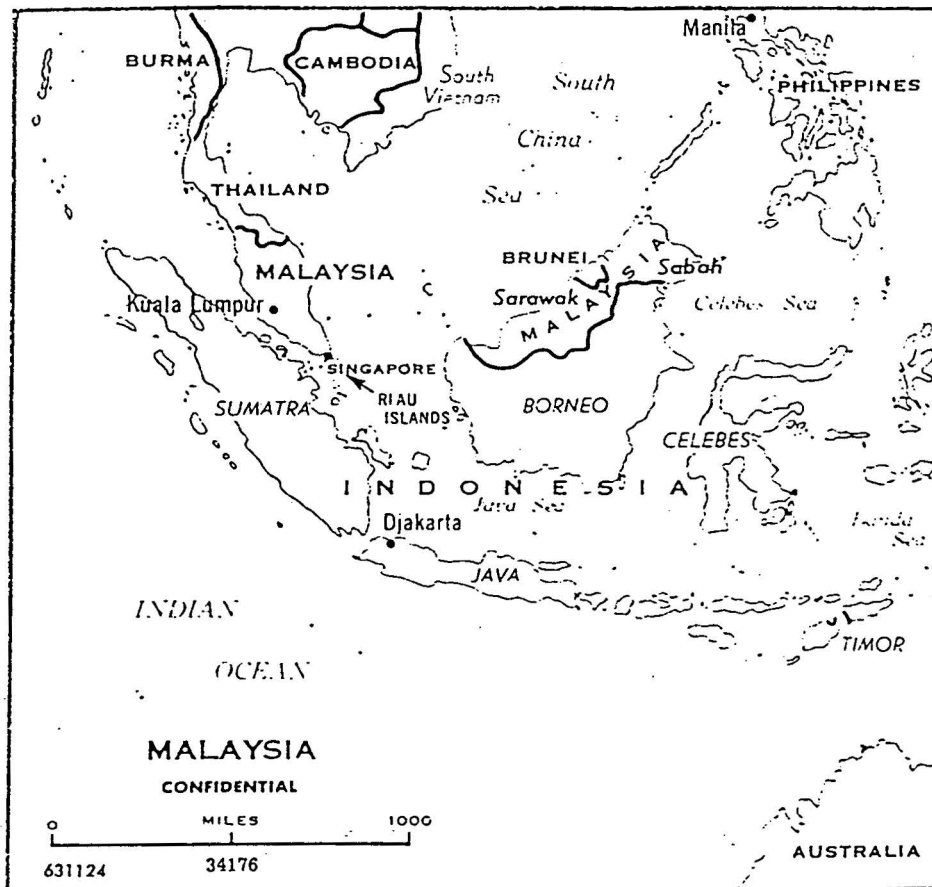 Manila
BURMA
CAMBODIA
South
Vietnam
South
China
Sea
PHILIPPINES
THAILAND
MALAYSIA
BRUNEI
Sabah
Sarawak
MALAYSIA
Kuala Lumpur
Celebes Sea
SINGAPORE
RIAU
ISLANDS
SUMATRA
BORNEO
CELEBES
INDONESIA
Java Sea
Banda
Sea
Djakarta
JAVA
INDIAN
OCEAN
TIMOR
MALAYSIA
CONFIDENTIAL
0 MILES 1000
631124 34176
AUSTRALIA